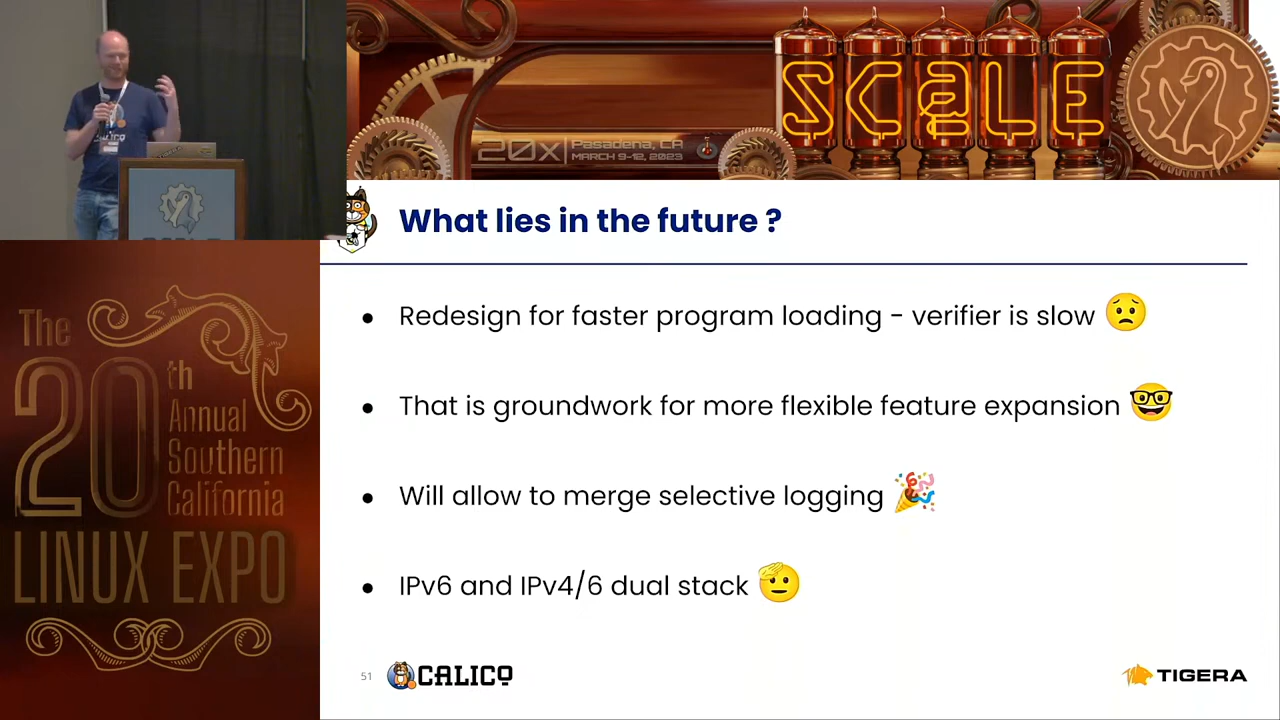 SCaLE
20x
Pasadena, CA
MARCH 9-12, 2023
CALICO
What lies in the future ?
• Redesign for faster program loading - verifier is slow 😟
• That is groundwork for more flexible feature expansion 🤓
• Will allow to merge selective logging 🎉
• IPv6 and IPv4/6 dual stack 🫡
The
20th
Annual
Southern
California
LINUX EXPO
51
CALICO
TIGERA